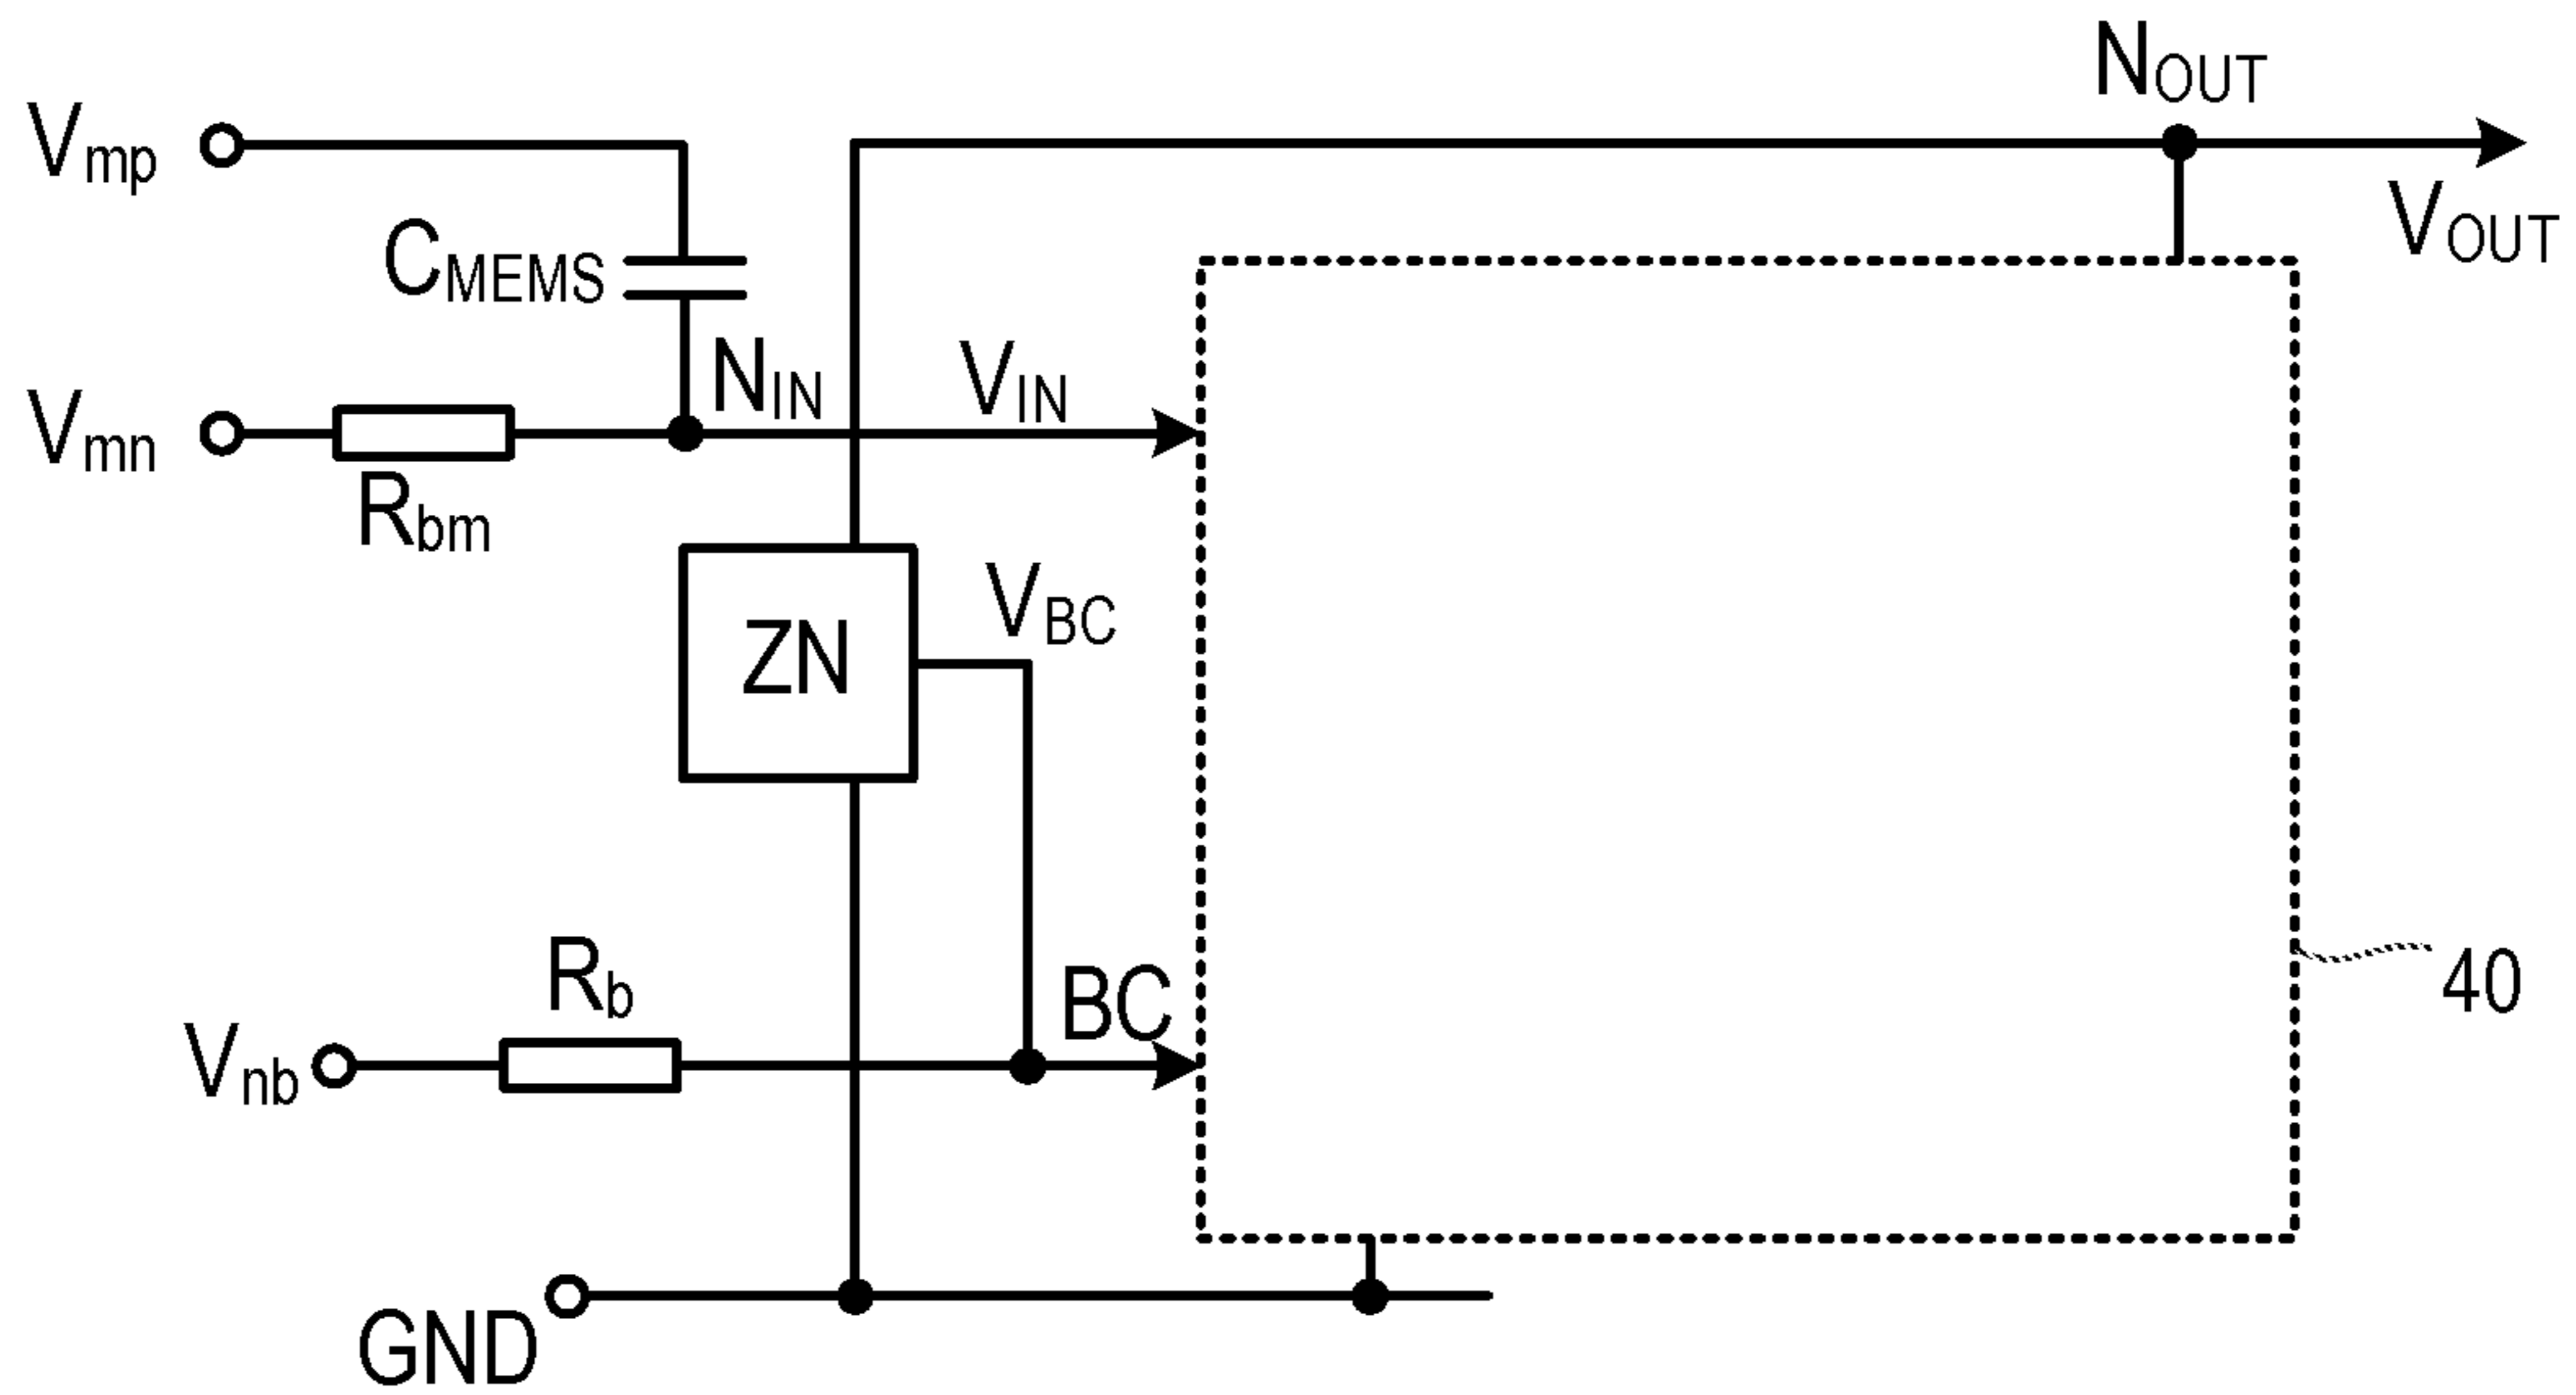 NOUT
Vmp
VOUT
CMEMS
NIN
VIN
Vmn
Rbm
VBC
ZN
Rb
BC
40
Vnb
GND